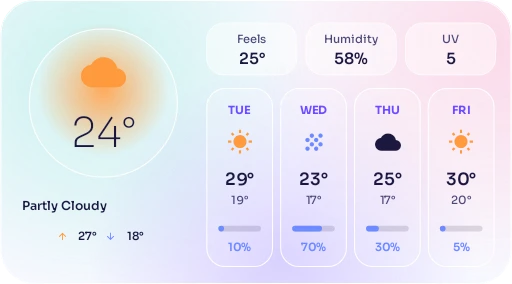 24°
Partly Cloudy
↑ 27° ↓ 18°
Feels
25°
Humidity
58%
UV
5
TUE
29°
19°
10%
WED
23°
17°
70%
THU
25°
17°
30%
FRI
30°
20°
5%